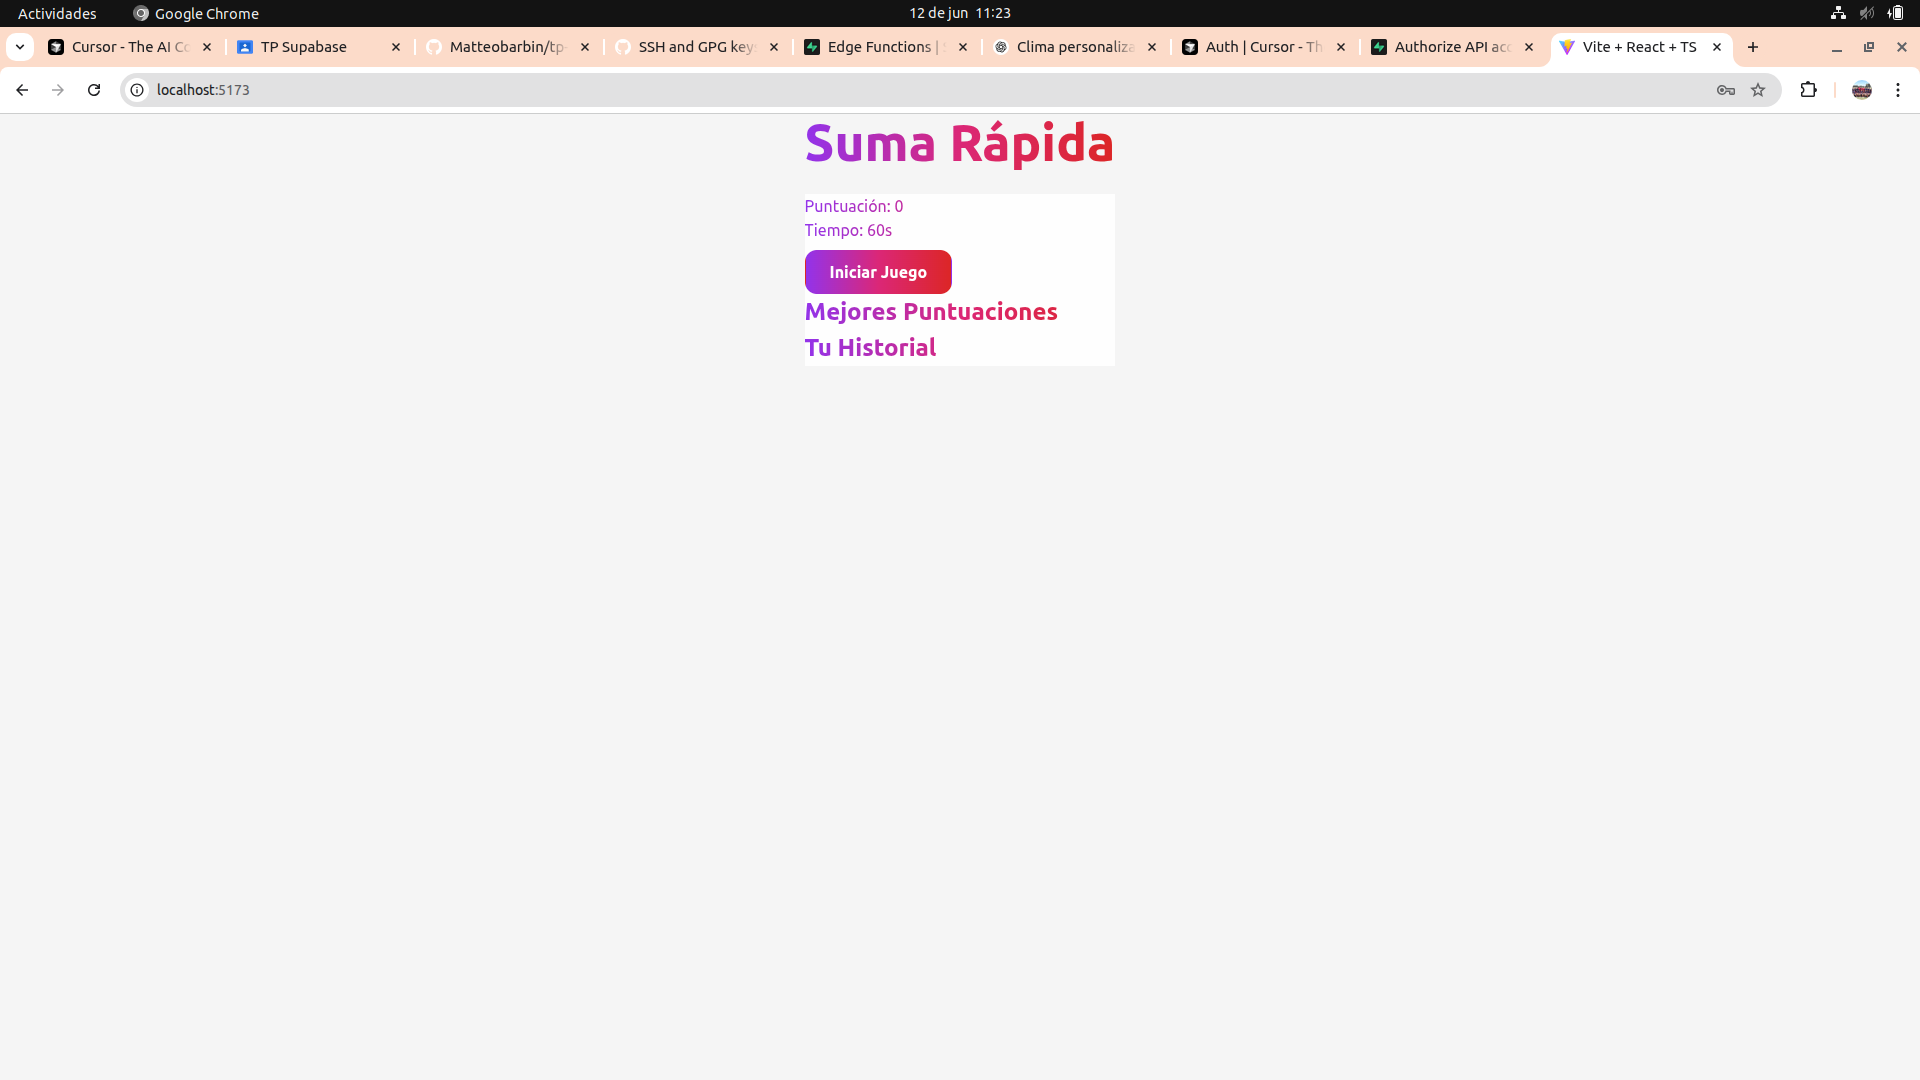 Actividades Google Chrome 12 de jun 11:23
Cursor - The AI Co TP Supabase Matteobarbin/tp- SSH and GPG keys Edge Functions | S Clima personaliza Auth | Cursor - Th Authorize API acc Vite + React + TS
localhost:5173
Suma Rápida
Puntuación: 0
Tiempo: 60s
Iniciar Juego
Mejores Puntuaciones
Tu Historial